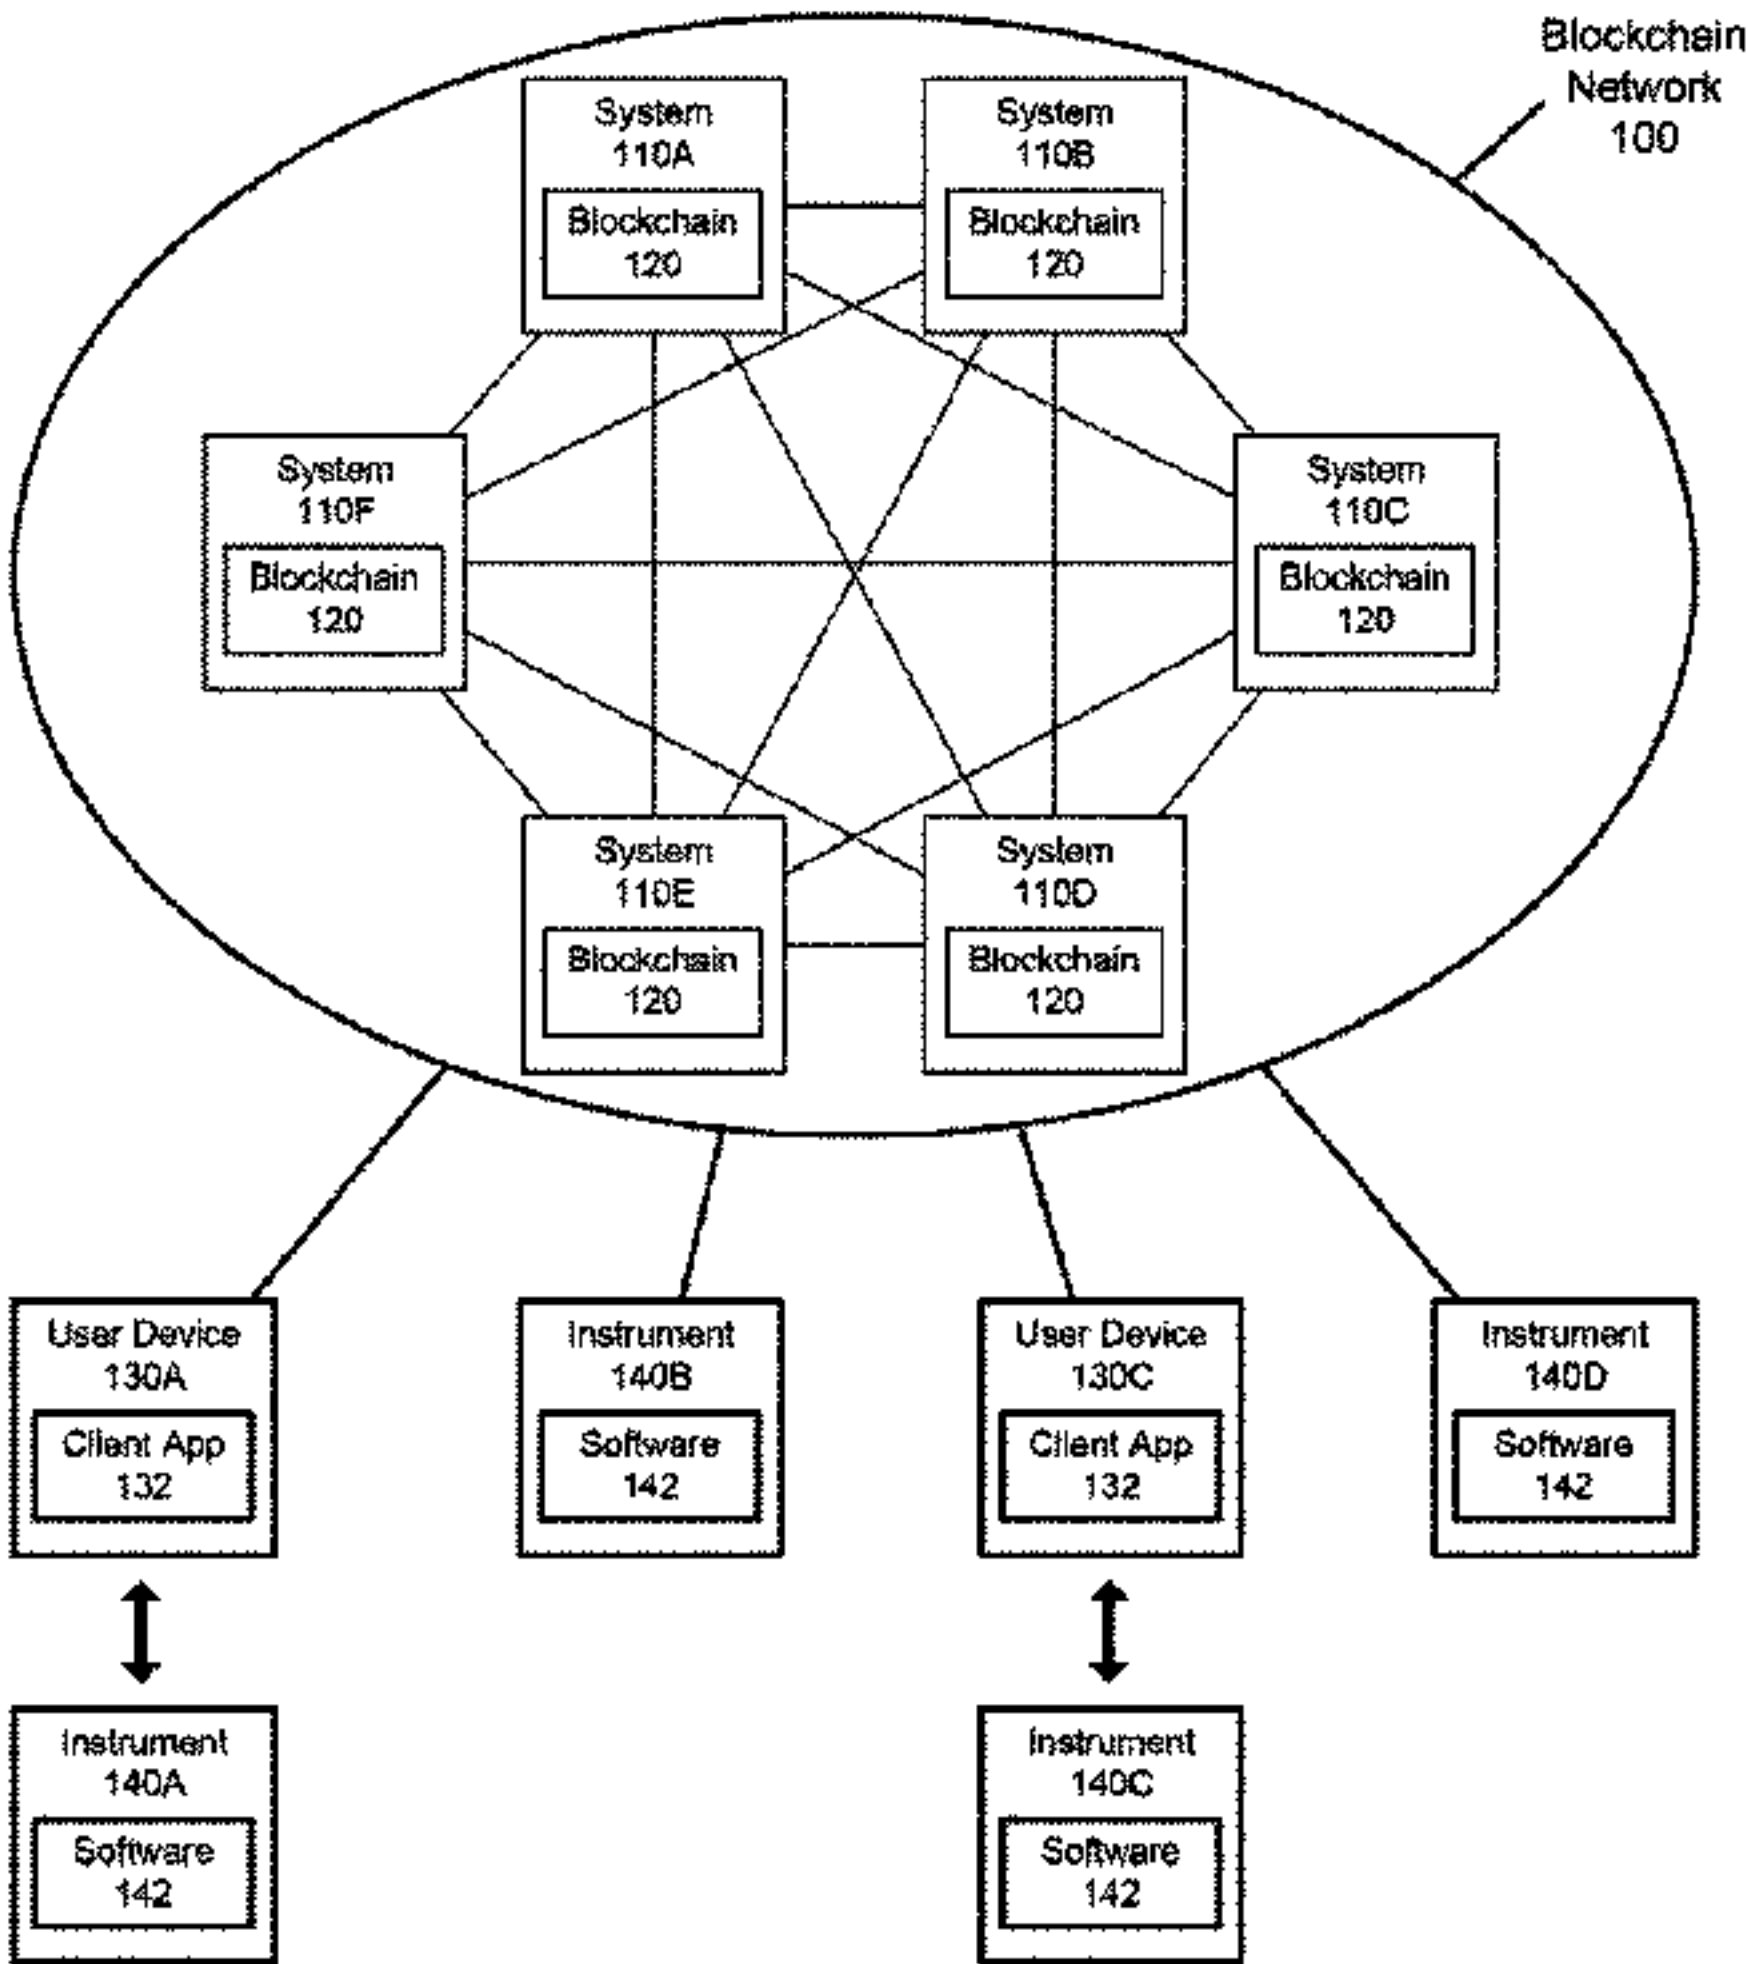 Blockchain
Network
100
System
110A
Blockchain
120
System
110B
Blockchain
120
System
110F
Blockchain
120
System
110C
Blockchain
120
System
110E
Blockchain
120
System
110D
Blockchain
120
User Device
130A
Client App
132
Instrument
140B
Software
142
User Device
130C
Client App
132
Instrument
140D
Software
142
Instrument
140A
Software
142
Instrument
140C
Software
142